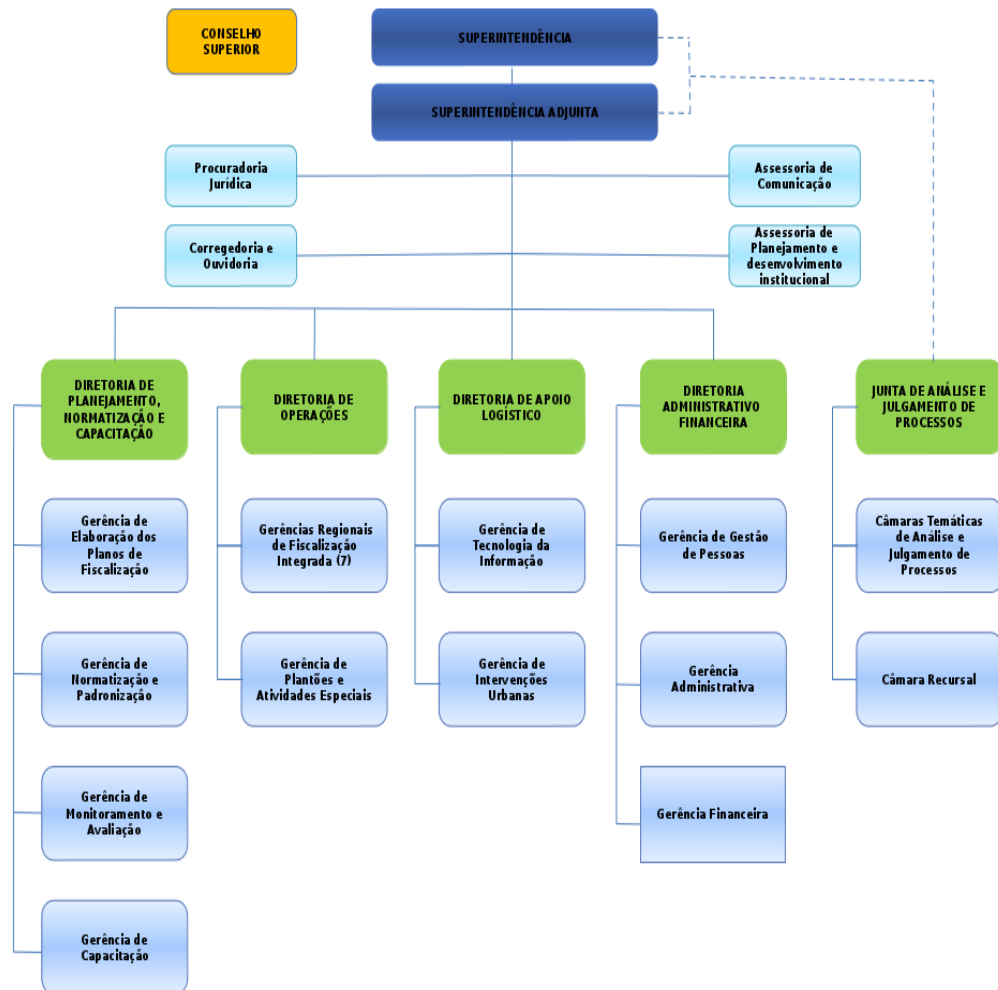 CONSELHO
SUPERIOR
SUPERINTENDÊNCIA
SUPERINTENDÊNCIA ADJUNTA
Procuradoria
Jurídica
Assessoria de
Comunicação
Corregedoria e
Ouvidoria
Assessoria de
Planejamento e
desenvolvimento
institucional
DIRETORIA DE
PLANEJAMENTO,
NORMATIZAÇÃO E
CAPACITAÇÃO
DIRETORIA DE
OPERAÇÕES
DIRETORIA DE APOIO
LOGÍSTICO
DIRETORIA
ADMINISTRATIVO
FINANCEIRA
JUNTA DE ANÁLISE E
JULGAMENTO DE
PROCESSOS
Gerência de
Elaboração dos
Planos de
Fiscalização
Gerências Regionais
de Fiscalização
Integrada (7)
Gerência de
Tecnologia da
Informação
Gerência de Gestão
de Pessoas
Câmaras Temáticas
de Análise e
Julgamento de
Processos
Gerência de
Normatização e
Padronização
Gerência de
Plantões e
Atividades Especiais
Gerência de
Intervenções
Urbanas
Gerência
Administrativa
Câmara Recursal
Gerência de
Monitoramento e
Avaliação
Gerência Financeira
Gerência de
Capacitação